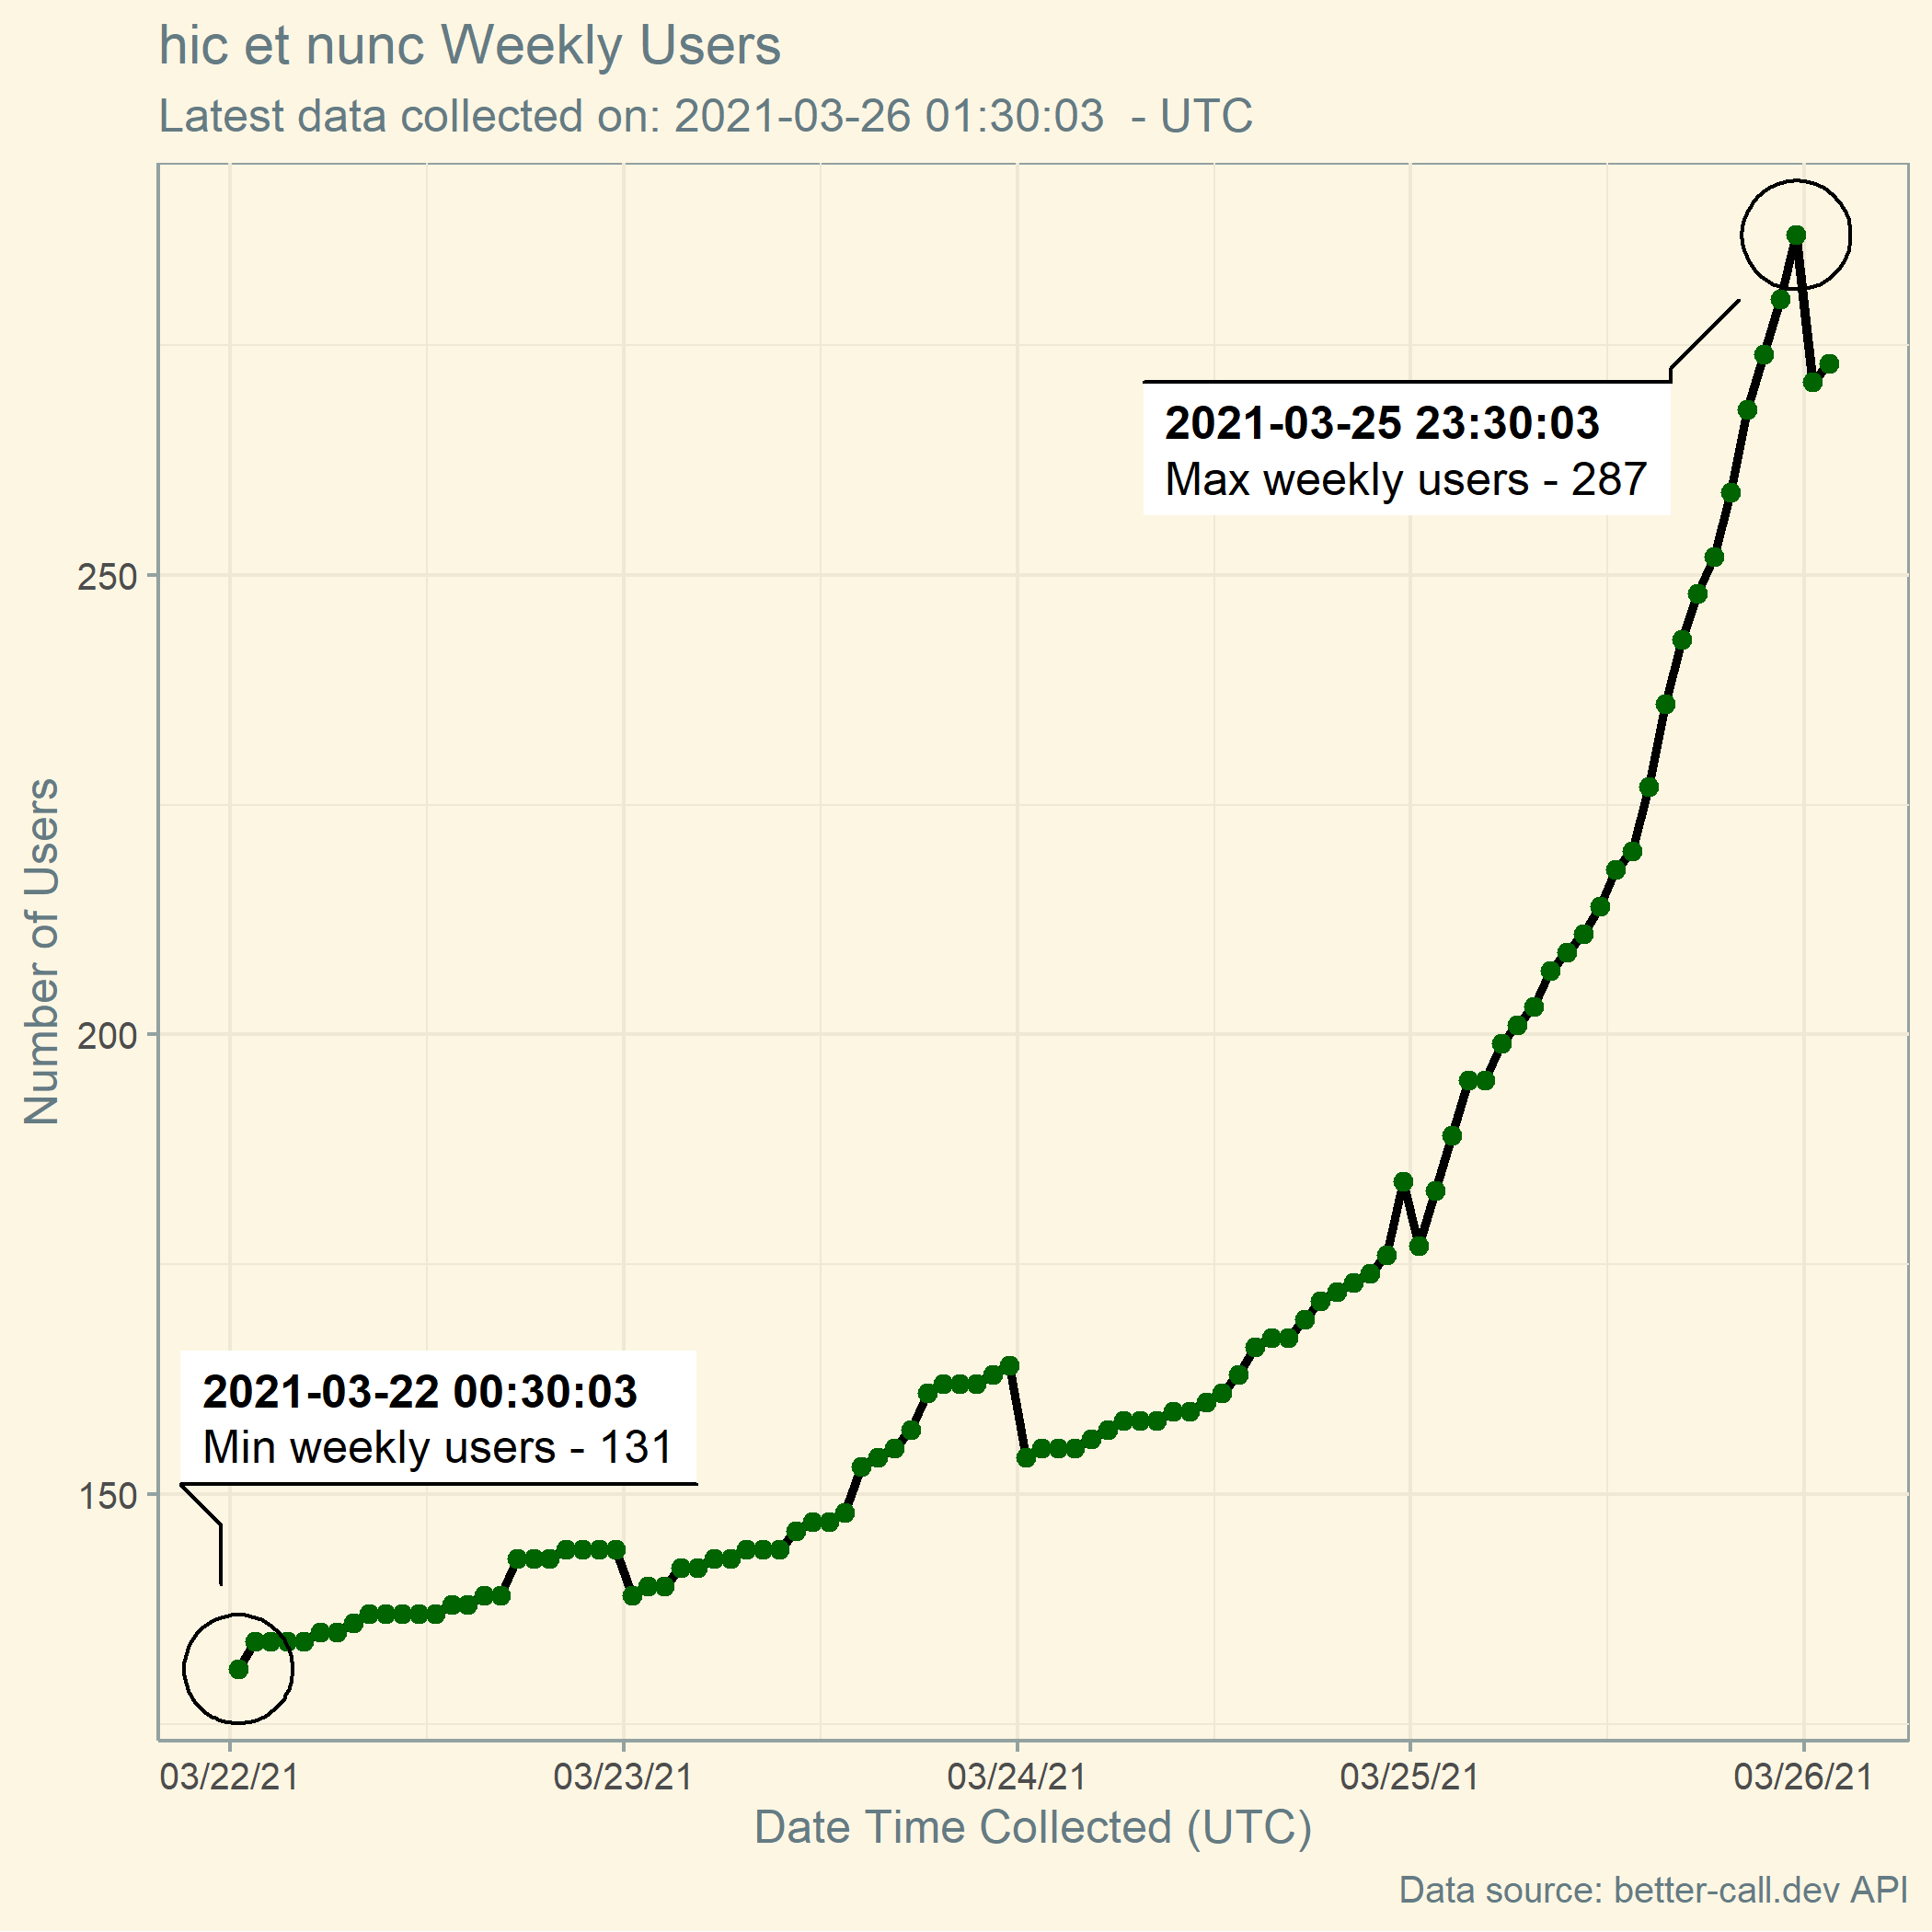 hic et nunc Weekly Users
Latest data collected on: 2021-03-26 01:30:03  - UTC
2021-03-25 23:30:03
Max weekly users - 287
2021-03-22 00:30:03
Min weekly users - 131
Number of Users
250
200
150
03/22/21
03/23/21
03/24/21
03/25/21
03/26/21
Date Time Collected (UTC)
Data source: better-call.dev API